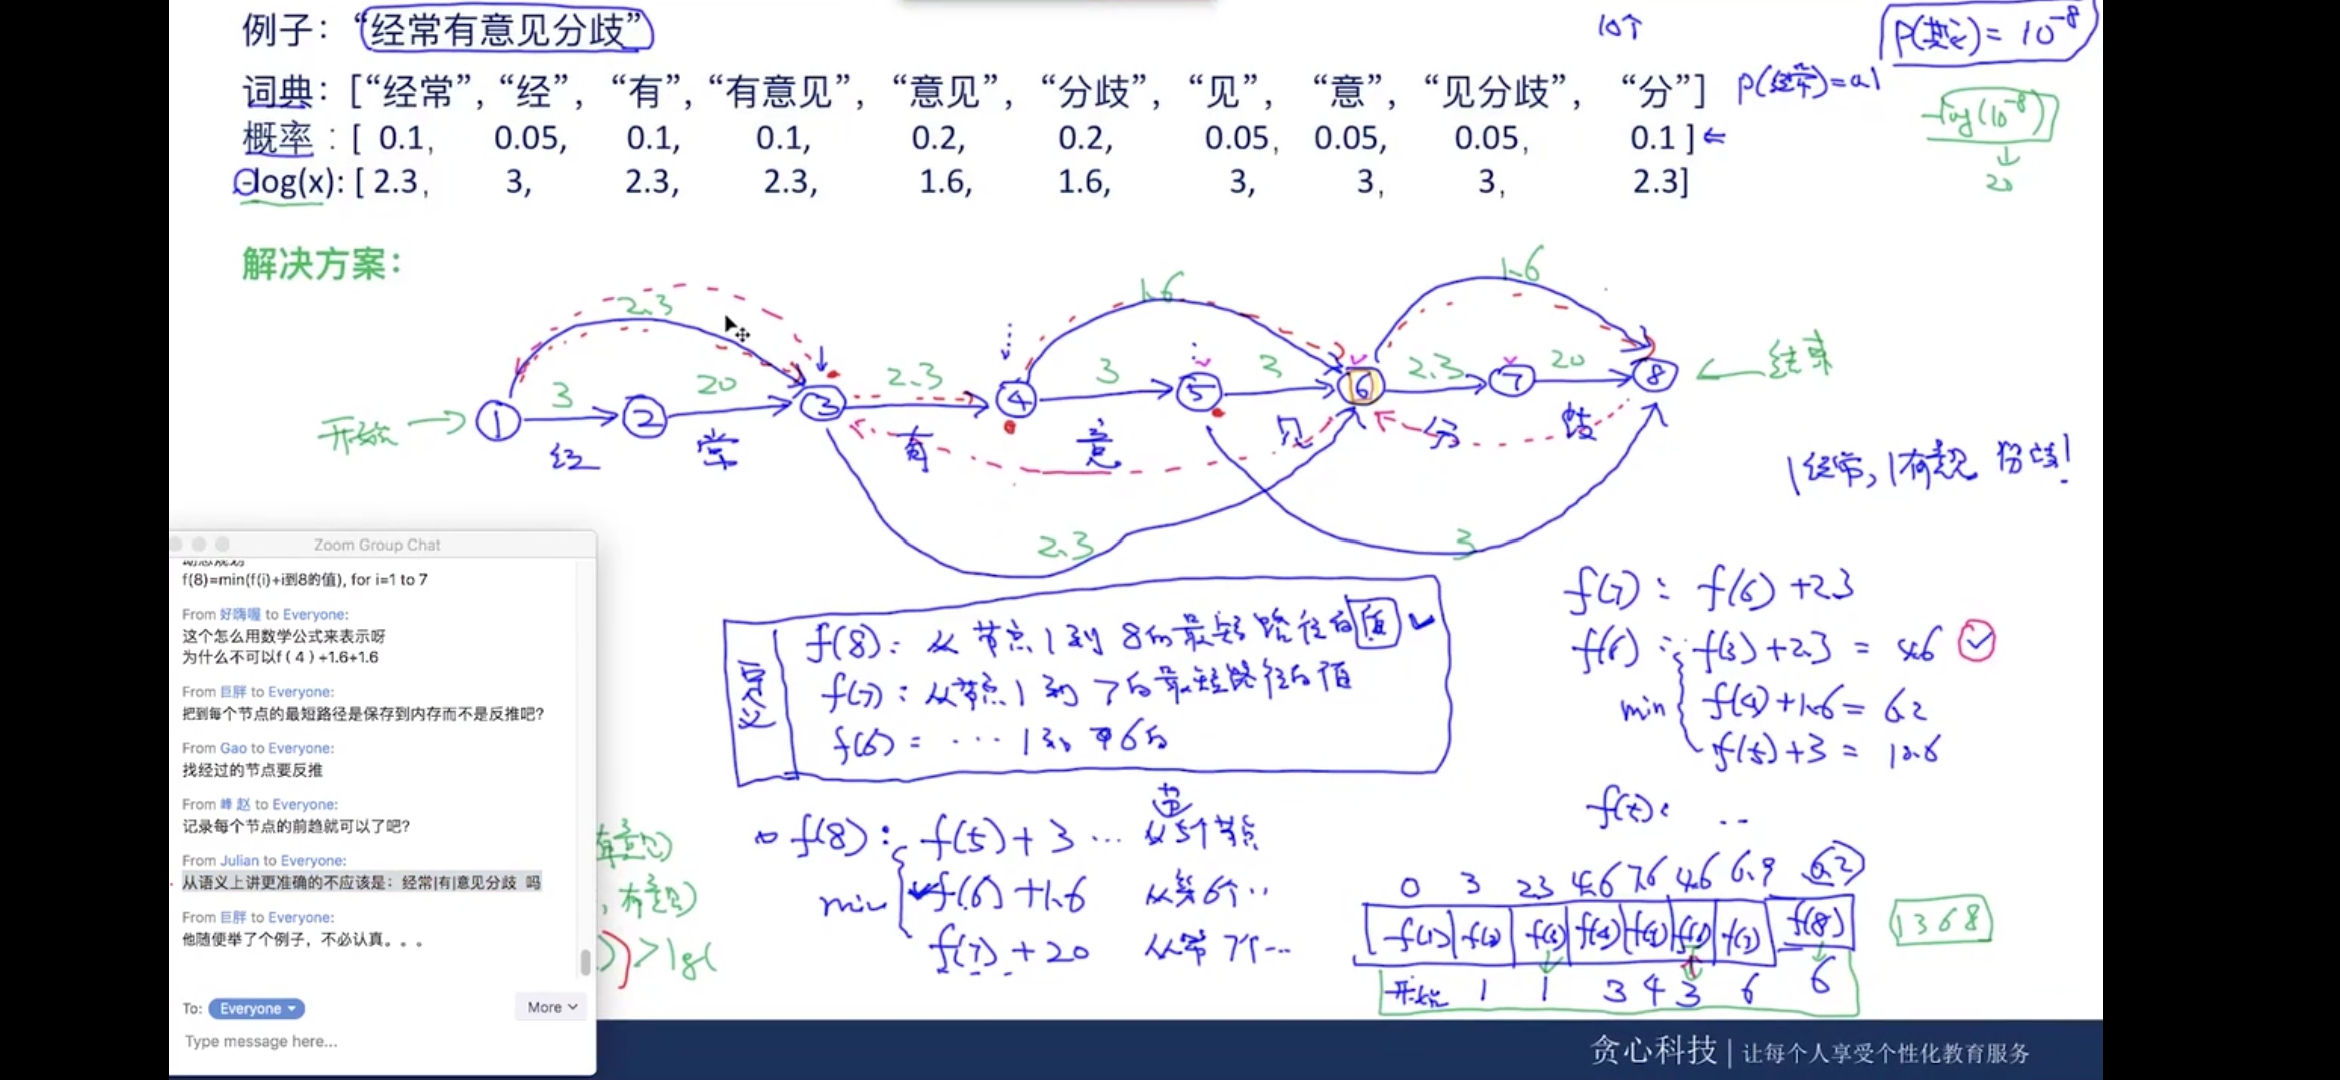 例子：“经常有意见分歧”
10个
P(其它) = 10⁻⁸
词典：[“经常”, “经”, “有”, “有意见”, “意见”, “分歧”, “见”, “意”, “见分歧”, “分”]
P(经常)=0.1
概率：[ 0.1, 0.05, 0.1, 0.1, 0.2, 0.2, 0.05, 0.05, 0.05, 0.1 ] ←
-log(10⁻⁸)
↓
20
-log(x): [ 2.3, 3, 2.3, 2.3, 1.6, 1.6, 3, 3, 3, 2.3]
解决方案：
2.3 1.6 1.6
3 20 2.3 3 3 2.3 20
开始 → 1 2 3 4 5 6 7 8 ← 结束
经 常 有 意 见 分 歧
|经常,|有意见 分歧|
2.3 3
f(7): f(6)+2.3
f(8): 从节点1到8的最短路径的值 ✓
定义
f(7): 从节点1到7的最短路径的值
f(6) = ... 1到 6的
f(6): f(3)+2.3 = 4.6
min f(4)+1.6 = 6.2
f(5)+3 = 10.6
f(5): ..
f(8): f(5)+3 ... 从5个节点
min f(6)+1.6 从第6个..
f(7)+20 从第7个...
0 3 2.3 4.6 7.6 4.6 6.9 6.2
f(1) f(2) f(3) f(4) f(5) f(6) f(7) f(8)
开始 1 1 3 4 3 6 6
1368
有意见)
, 有意见)
)) > log(
Zoom Group Chat
f(8)=min(f(i)+i到8的值), for i=1 to 7
From 好嗨喔 to Everyone:
这个怎么用数学公式来表示呀
为什么不可以f ( 4 ) +1.6+1.6
From 巨胖 to Everyone:
把到每个节点的最短路径是保存到内存而不是反推吧?
From Gao to Everyone:
找经过的节点要反推
From 峰 赵 to Everyone:
记录每个节点的前趋就可以了吧?
From Julian to Everyone:
从语义上讲更准确的不应该是：经常|有|意见分歧 吗
From 巨胖 to Everyone:
他随便举了个例子，不必认真。。。
To: Everyone
More
Type message here...
贪心科技 | 让每个人享受个性化教育服务